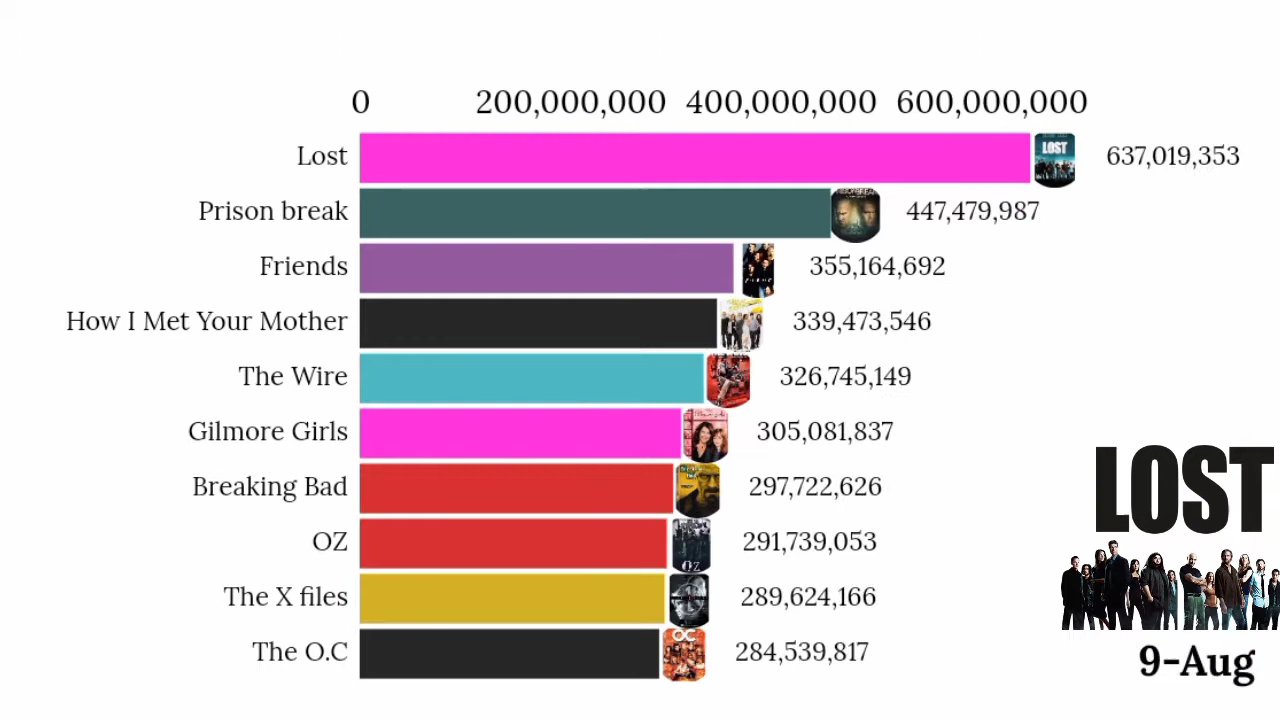 0 200,000,000 400,000,000 600,000,000
Lost LOST 637,019,353
Prison break 447,479,987
Friends 355,164,692
How I Met Your Mother 339,473,546
The Wire 326,745,149
Gilmore Girls 305,081,837
Breaking Bad 297,722,626
OZ OZ 291,739,053
The X files 289,624,166
The O.C OC 284,539,817
LOST
9-Aug